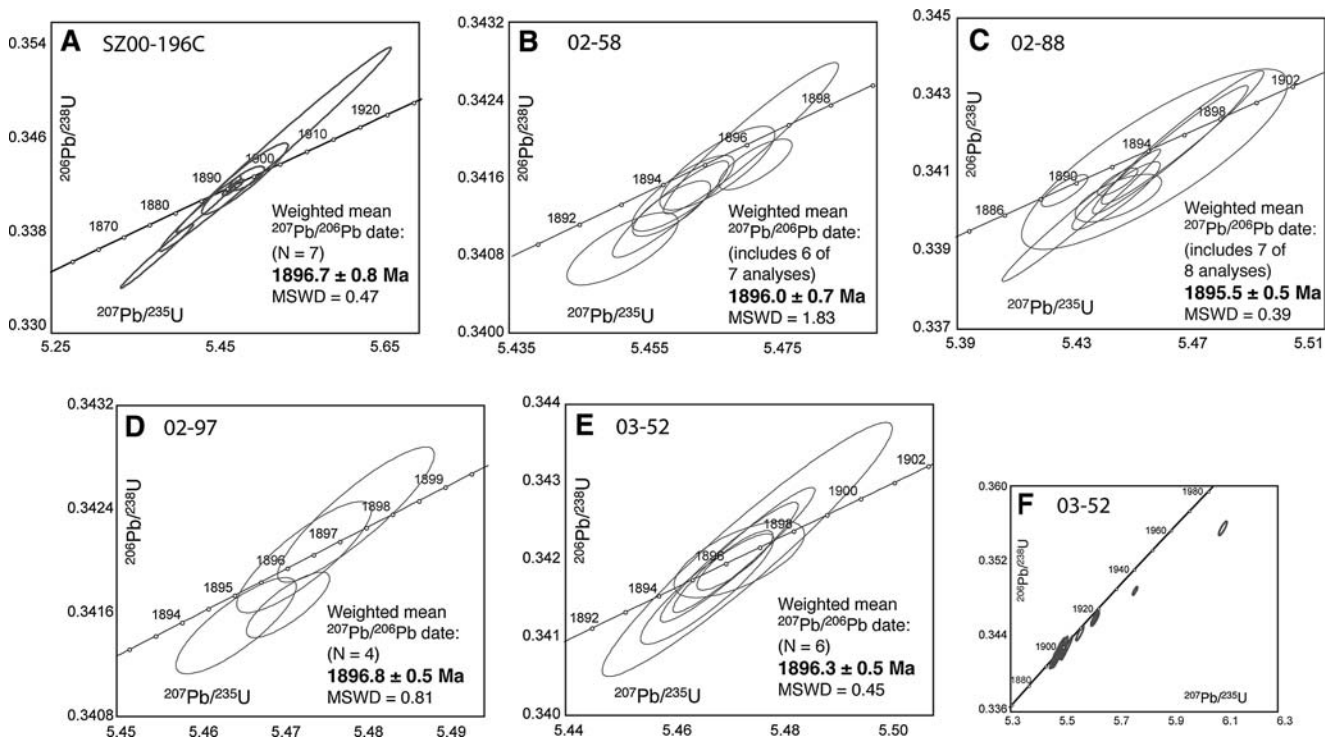 A SZ00-196C
0.354
0.346
0.338
0.330
206Pb/238U
1870
1880
1890
1900
1910
1920
Weighted mean
207Pb/206Pb date:
(N = 7)
1896.7 ± 0.8 Ma
MSWD = 0.47
207Pb/235U
5.25 5.45 5.65
B 02-58
0.3432
0.3424
0.3416
0.3408
0.3400
206Pb/238U
1892
1894
1896
1898
Weighted mean
207Pb/206Pb date:
(includes 6 of
7 analyses)
1896.0 ± 0.7 Ma
MSWD = 1.83
207Pb/235U
5.435 5.455 5.475
C 02-88
0.345
0.343
0.341
0.339
0.337
206Pb/238U
1886
1890
1894
1898
1902
Weighted mean
207Pb/206Pb date:
(includes 7 of
8 analyses)
1895.5 ± 0.5 Ma
MSWD = 0.39
207Pb/235U
5.39 5.43 5.47 5.51
D 02-97
0.3432
0.3424
0.3416
0.3408
206Pb/238U
1894
1895
1896
1897
1898
1899
Weighted mean
207Pb/206Pb date:
(N = 4)
1896.8 ± 0.5 Ma
MSWD = 0.81
207Pb/235U
5.45 5.46 5.47 5.48 5.49
E 03-52
0.344
0.343
0.342
0.341
0.340
206Pb/238U
1892
1894
1896
1898
1900
1902
Weighted mean
207Pb/206Pb date:
(N = 6)
1896.3 ± 0.5 Ma
MSWD = 0.45
207Pb/235U
5.44 5.46 5.48 5.50
F 03-52
0.360
0.352
0.344
0.336
206Pb/238U
1880
1900
1920
1940
1960
1980
207Pb/235U
5.3 5.5 5.7 5.9 6.1 6.3